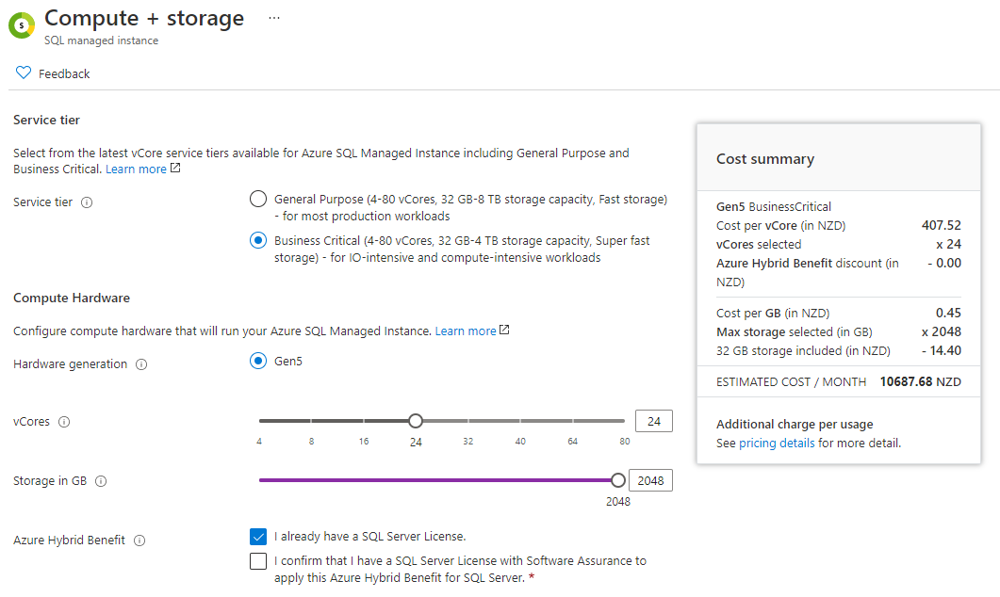 Compute + storage ...
SQL managed instance
Feedback
Service tier
Select from the latest vCore service tiers available for Azure SQL Managed Instance including General Purpose and
Business Critical. Learn more
Service tier
General Purpose (4-80 vCores, 32 GB-8 TB storage capacity, Fast storage)
- for most production workloads
Business Critical (4-80 vCores, 32 GB-4 TB storage capacity, Super fast
storage) - for IO-intensive and compute-intensive workloads
Compute Hardware
Configure compute hardware that will run your Azure SQL Managed Instance. Learn more
Hardware generation
Gen5
vCores
24
4 8 16 24 32 40 64 80
Storage in GB
2048
2048
Azure Hybrid Benefit
I already have a SQL Server License.
I confirm that I have a SQL Server License with Software Assurance to
apply this Azure Hybrid Benefit for SQL Server. *
Cost summary
Gen5 BusinessCritical
Cost per vCore (in NZD) 407.52
vCores selected x 24
Azure Hybrid Benefit discount (in - 0.00
NZD)
Cost per GB (in NZD) 0.45
Max storage selected (in GB) x 2048
32 GB storage included (in NZD) - 14.40
ESTIMATED COST / MONTH 10687.68 NZD
Additional charge per usage
See pricing details for more detail.